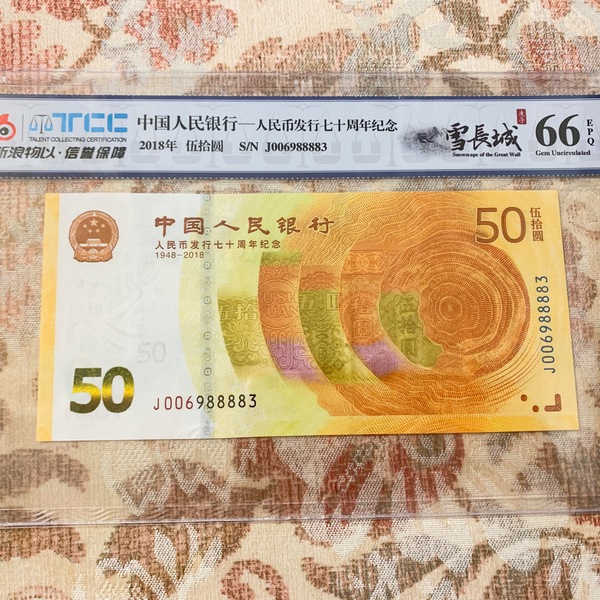 TCC
TALENT COLLECTING CERTIFICATION
新浪物以·信誉保障
中国人民银行—人民币发行七十周年纪念
2018年 伍拾圆 S/N J006988883
雪長城
Snowscape of the Great Wall
66
EPQ
Gem Uncirculated
中国人民银行
人民币发行七十周年纪念
1948-2018
50
伍拾圆
50
50
J006988883
J006988883